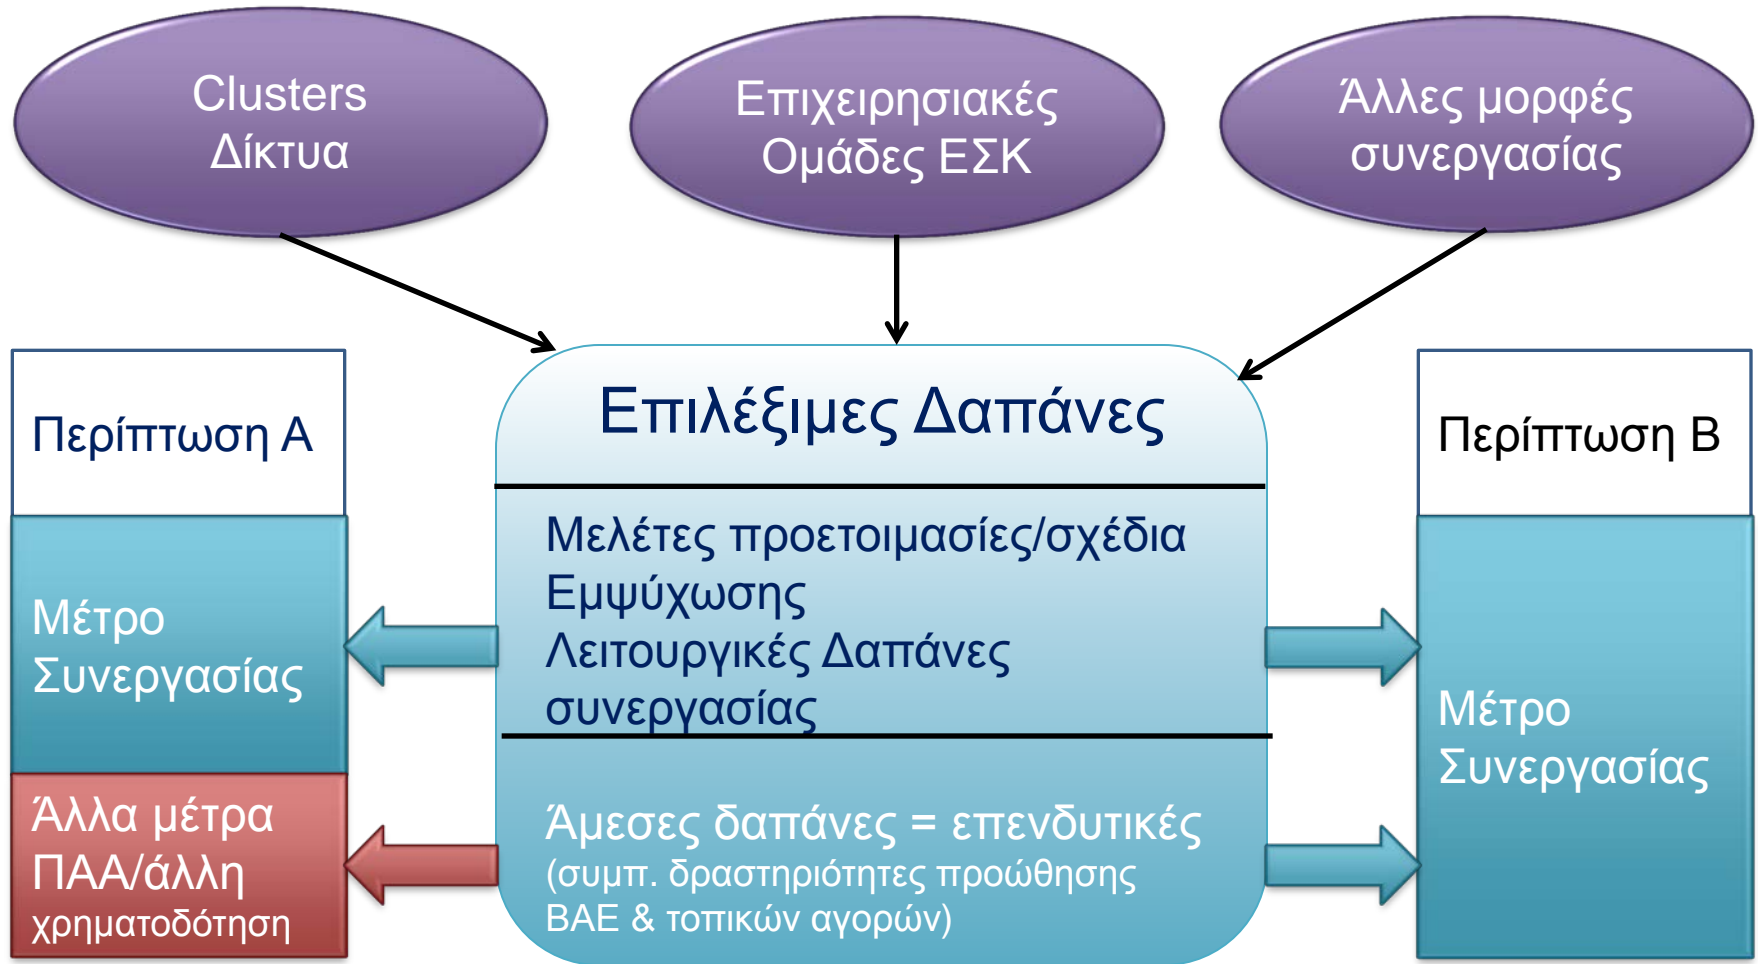 Clusters
Δίκτυα
Επιχειρησιακές
Ομάδες ΕΣΚ
Άλλες μορφές
συνεργασίας
Περίπτωση Α
Μέτρο
Συνεργασίας
Άλλα μέτρα
ΠΑΑ/άλλη
χρηματοδότηση
Επιλέξιμες Δαπάνες
Μελέτες προετοιμασίες/σχέδια
Εμψύχωσης
Λειτουργικές Δαπάνες
συνεργασίας
Άμεσες δαπάνες = επενδυτικές
(συμπ. δραστηριότητες προώθησης
ΒΑΕ & τοπικών αγορών)
Περίπτωση Β
Μέτρο
Συνεργασίας